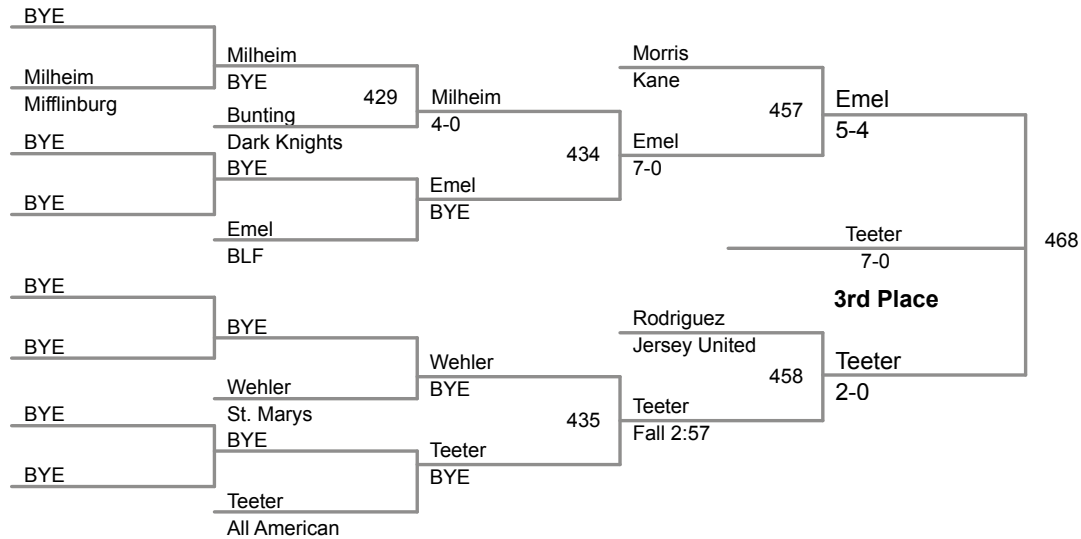 BYE
Milheim
Mifflinburg
BYE
BYE
BYE
BYE
BYE
BYE
Milheim
BYE
429
Bunting
Dark Knights
BYE
Emel
BLF
BYE
Wehler
St. Marys
BYE
Teeter
All American
Milheim
4-0
434
Emel
BYE
Wehler
BYE
435
Teeter
BYE
Morris
Kane
457
Emel
7-0
Rodriguez
Jersey United
458
Teeter
Fall 2:57
Emel
5-4
Teeter
7-0
468
3rd Place
Teeter
2-0